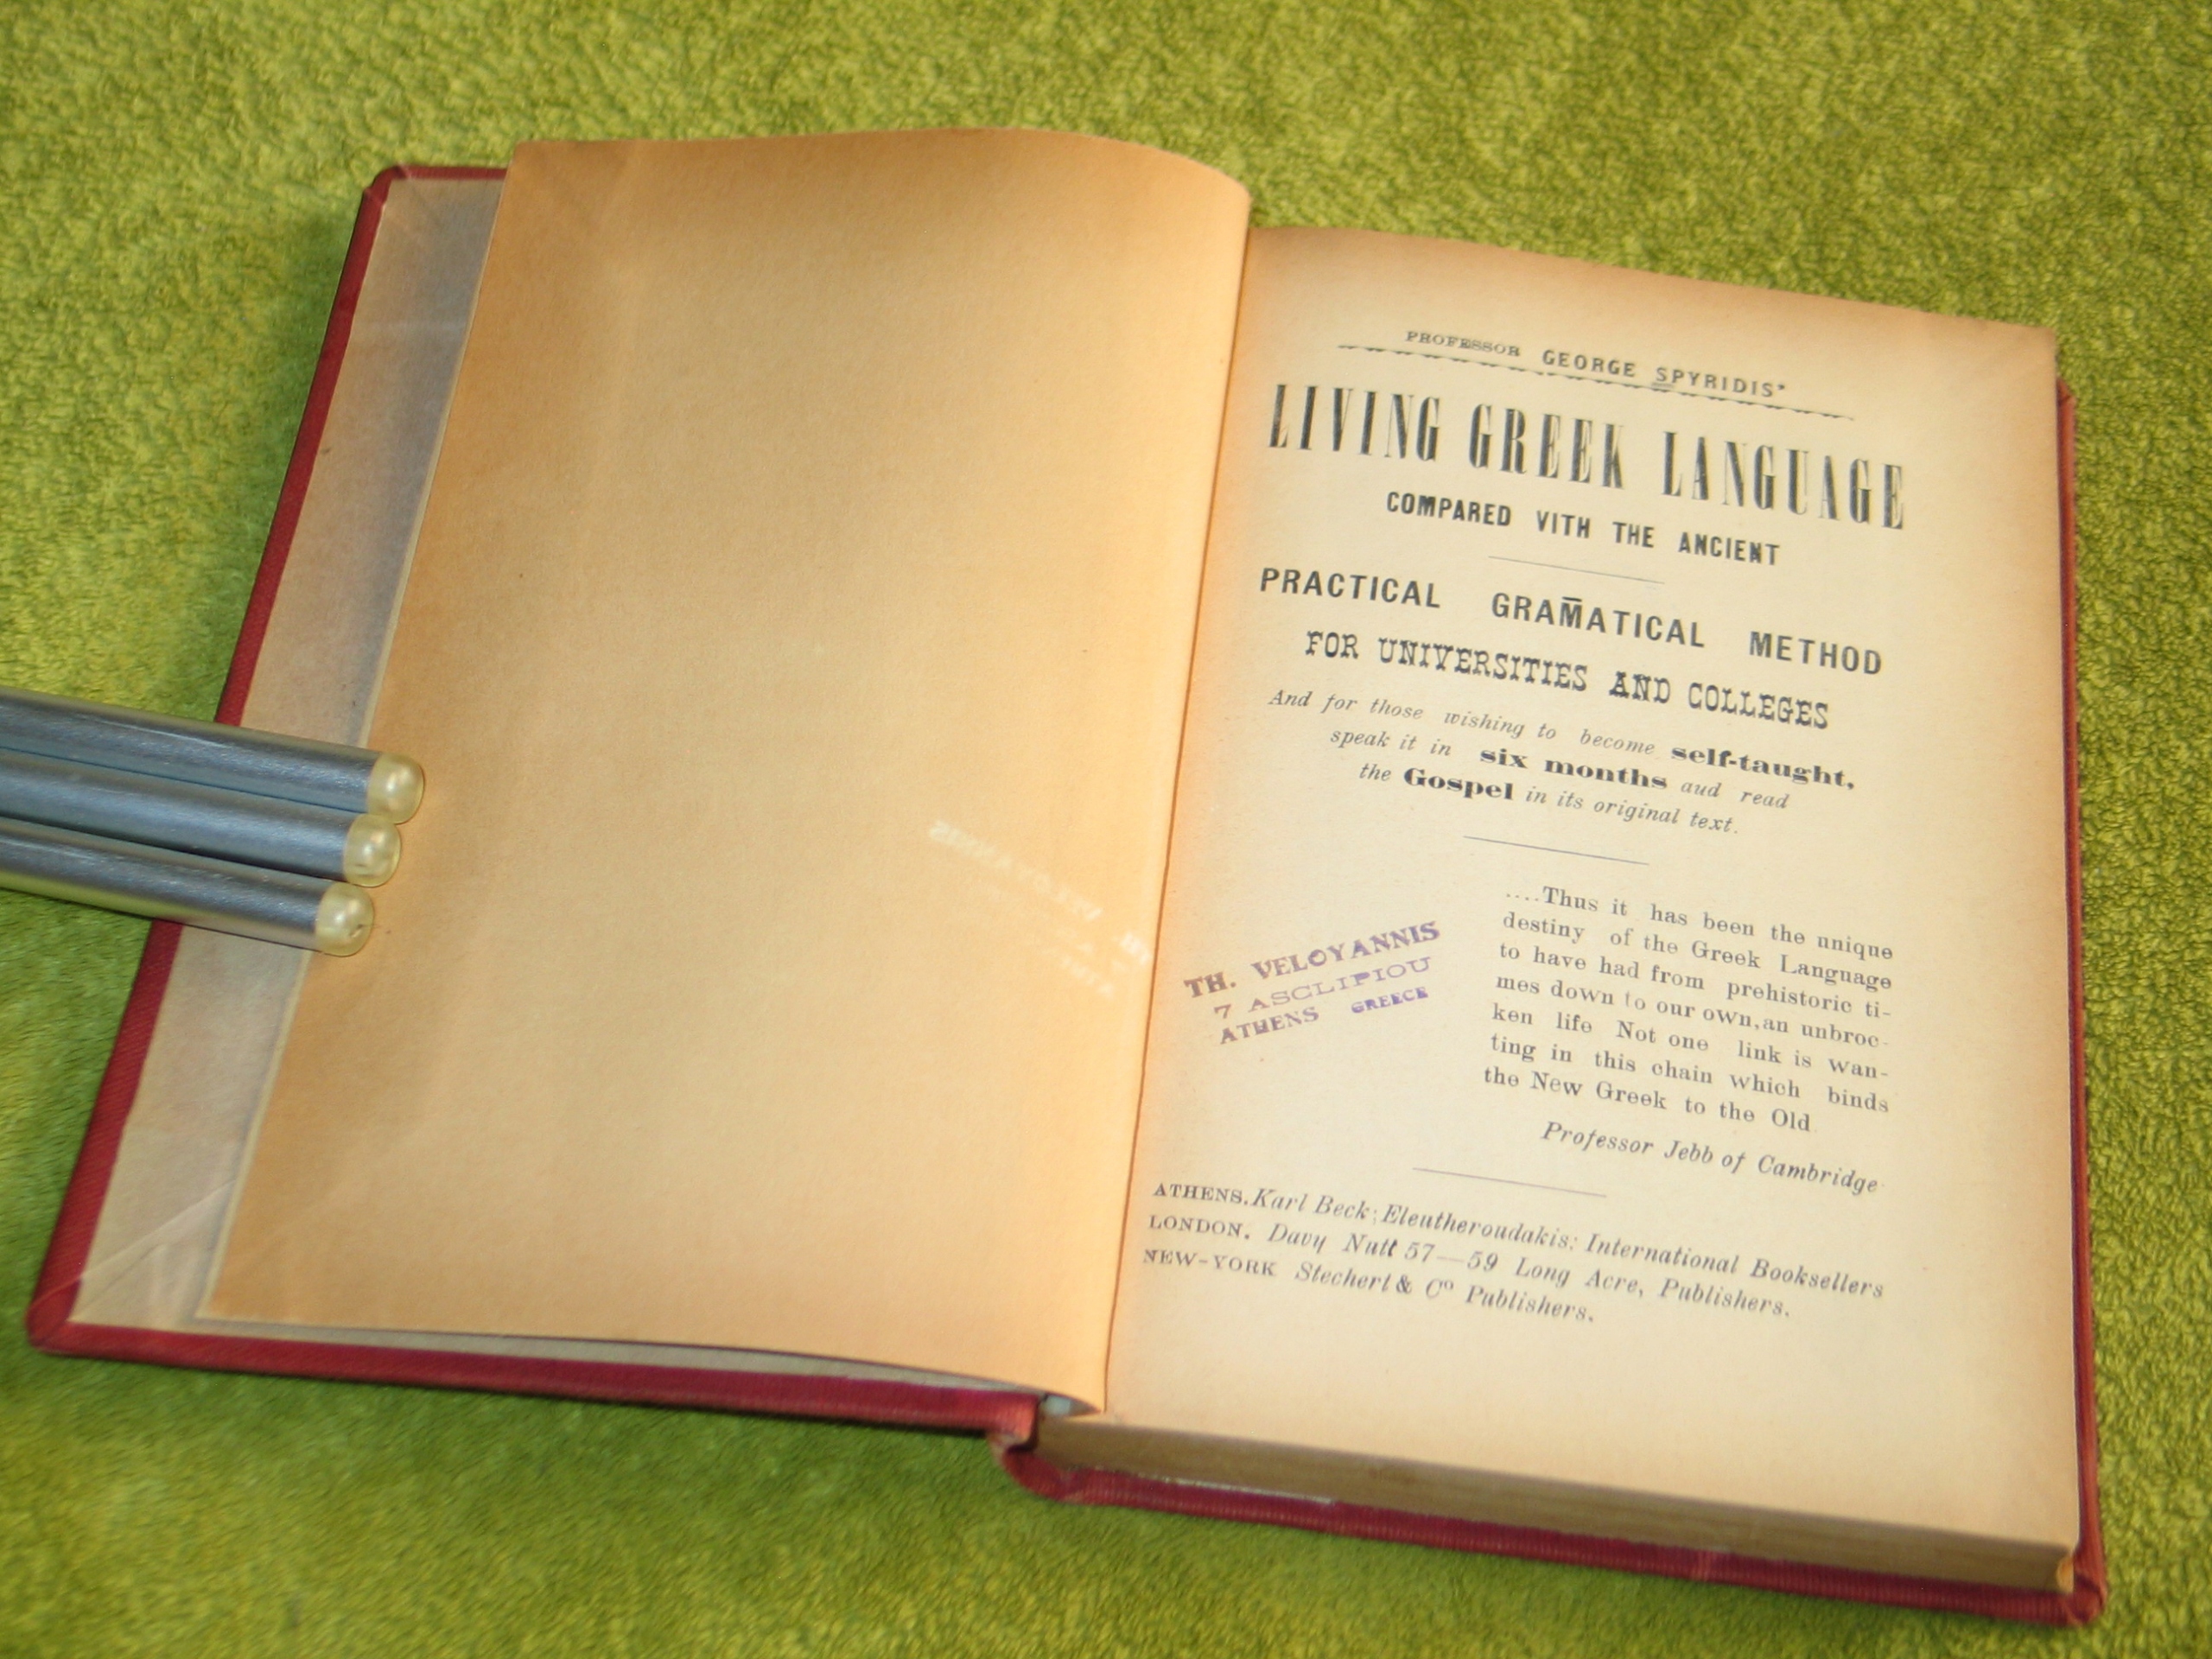 PROFESSOR GEORGE SPYRIDIS*
LIVING GREEK LANGUAGE
COMPARED VITH THE ANCIENT
PRACTICAL GRAM̄ATICAL METHOD
FOR UNIVERSITIES AND COLLEGES
And for those wishing to become self-taught,
speak it in six months aud read
the Gospel in its original text.
....Thus it has been the unique
destiny of the Greek Language
to have had from prehistoric ti-
mes down to our own, an unbroc-
ken life Not one link is wan-
ting in this chain which binds
the New Greek to the Old
Professor Jebb of Cambridge
TH. VELOYANNIS
7 ASCLIPIOU
ATHENS GREECE
ATHENS. Karl Beck; Eleutheroudakis: International Booksellers
LONDON. Davy Nutt 57—59 Long Acre, Publishers.
NEW-YORK Stechert & Co Publishers.